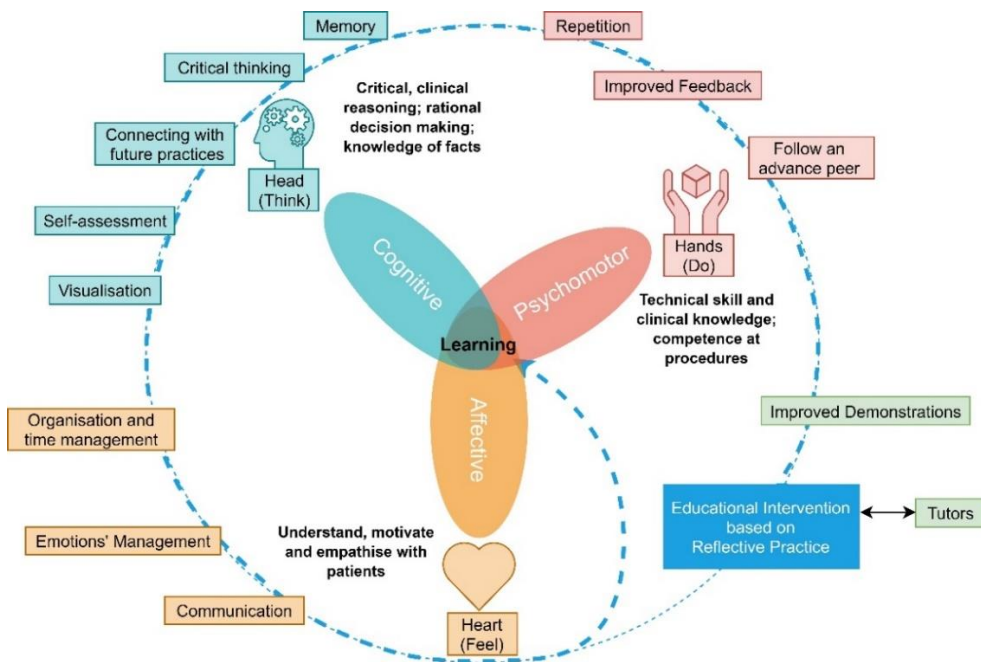 Memory
Repetition
Critical thinking
Improved Feedback
Critical, clinical
reasoning; rational
decision making;
knowledge of facts
Connecting with
future practices
Follow an
advance peer
Head
(Think)
Self-assessment
Hands
(Do)
Visualisation
Cognitive
Psychomotor
Technical skill and
clinical knowledge;
competence at
procedures
Learning
Affective
Organisation and
time management
Improved Demonstrations
Educational Intervention
based on
Reflective Practice
Tutors
Emotions' Management
Understand, motivate
and empathise with
patients
Communication
Heart
(Feel)